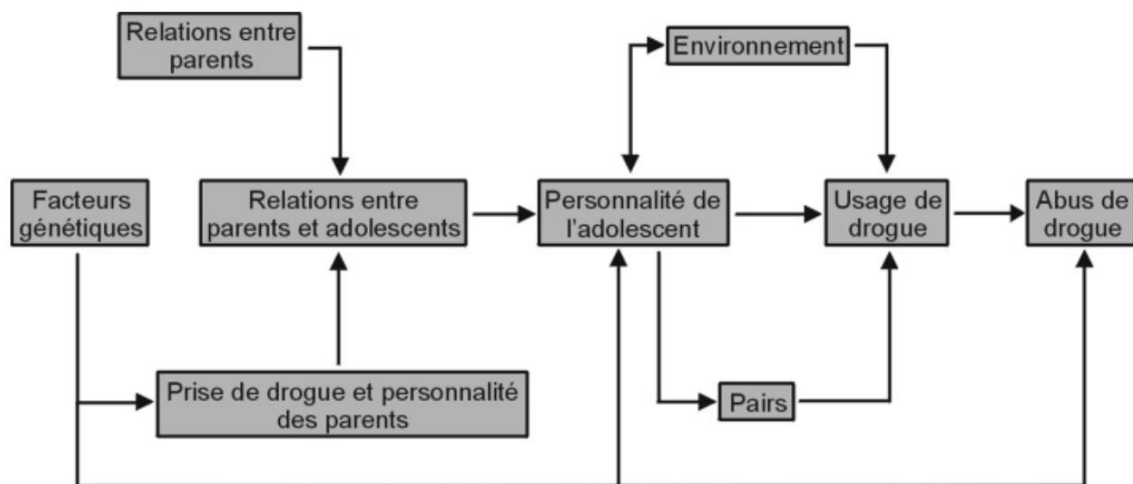 Relations entre
parents
Environnement
Facteurs
génétiques
Relations entre
parents et adolescents
Personnalité de
l'adolescent
Usage de
drogue
Abus de
drogue
Prise de drogue et personnalité
des parents
Pairs